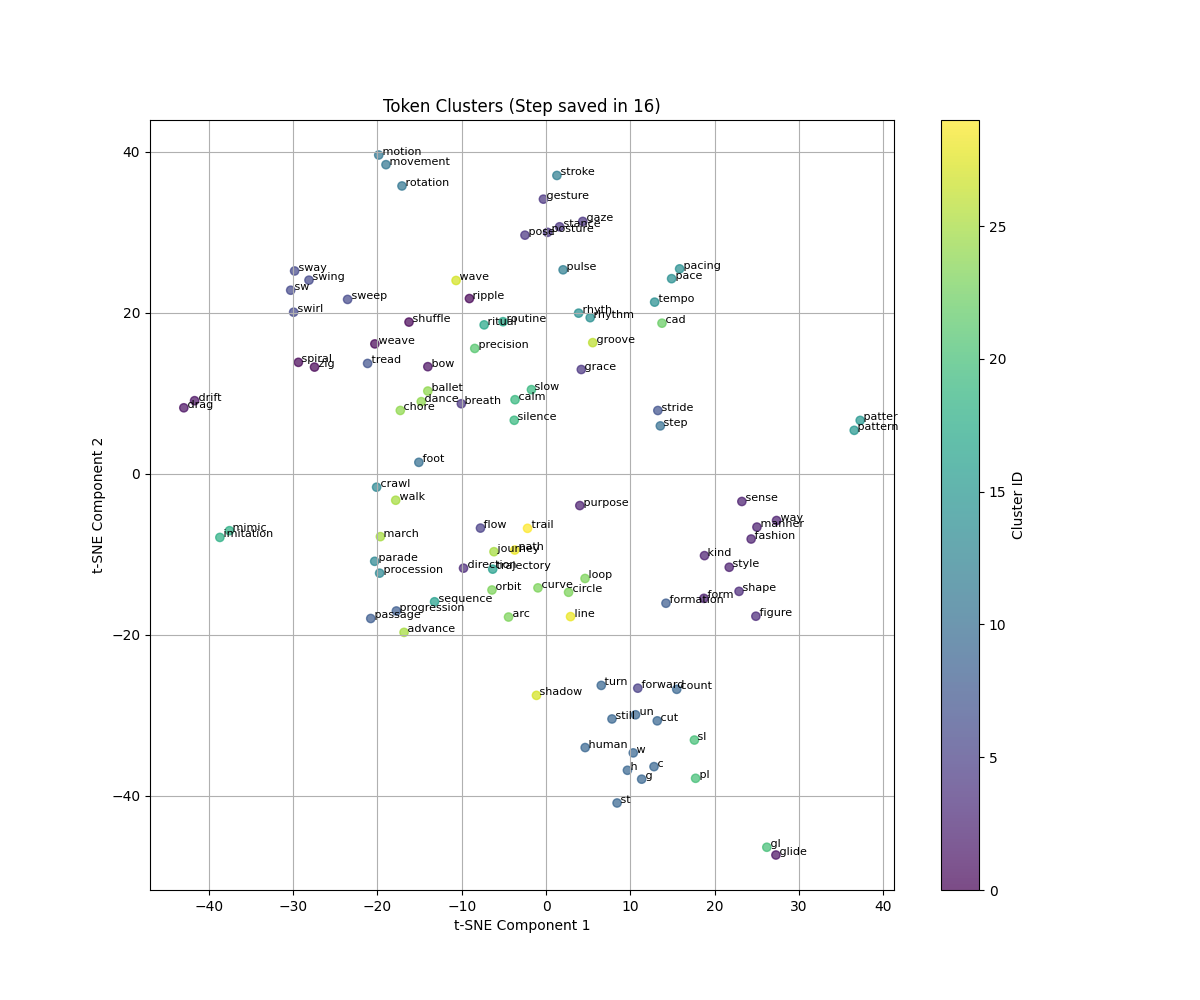 Token Clusters (Step saved in 16)
motion
movement
rotation
stroke
gesture
gaze
stance
posture
pose
pulse
pacing
pace
sway
swing
sw
sweep
swirl
wave
ripple
tempo
cad
rhyth
rhythm
shuffle
ritual
routine
groove
weave
precision
spiral
zig
tread
bow
grace
ballet
dance
chore
breath
slow
calm
silence
drift
drag
stride
step
patter
pattern
foot
crawl
walk
purpose
sense
way
manner
fashion
mimic
imitation
march
flow
trail
journey
path
parade
procession
direction
trajectory
kind
style
loop
orbit
curve
circle
shape
form
formation
figure
sequence
progression
passage
arc
line
advance
shadow
turn
forward
count
still
un
cut
human
w
sl
h
c
g
pl
st
gl
glide
40
20
0
−20
−40
−40
−30
−20
−10
0
10
20
30
40
t-SNE Component 1
t-SNE Component 2
25
20
15
10
5
0
Cluster ID